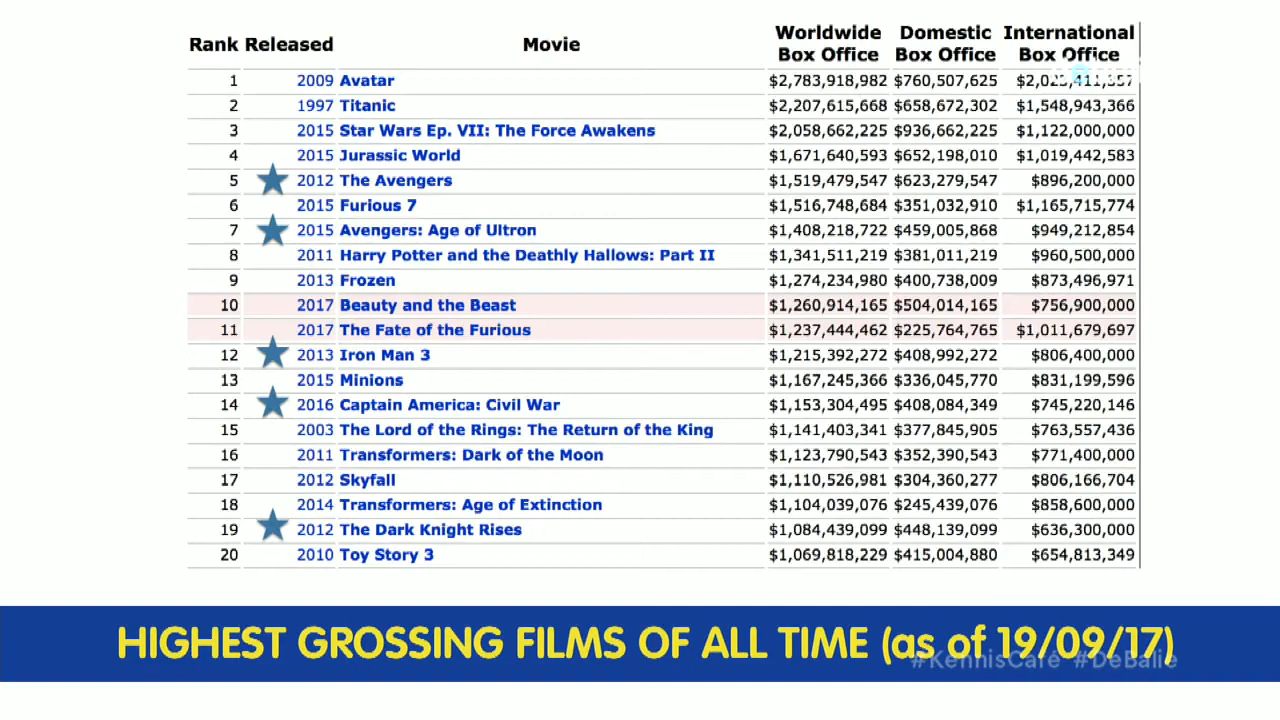 Rank Released Movie Worldwide Box Office Domestic Box Office International Box Office
1 2009 Avatar $2,783,918,982 $760,507,625 $2,023,411,357
2 1997 Titanic $2,207,615,668 $658,672,302 $1,548,943,366
3 2015 Star Wars Ep. VII: The Force Awakens $2,058,662,225 $936,662,225 $1,122,000,000
4 2015 Jurassic World $1,671,640,593 $652,198,010 $1,019,442,583
5 2012 The Avengers $1,519,479,547 $623,279,547 $896,200,000
6 2015 Furious 7 $1,516,748,684 $351,032,910 $1,165,715,774
7 2015 Avengers: Age of Ultron $1,408,218,722 $459,005,868 $949,212,854
8 2011 Harry Potter and the Deathly Hallows: Part II $1,341,511,219 $381,011,219 $960,500,000
9 2013 Frozen $1,274,234,980 $400,738,009 $873,496,971
10 2017 Beauty and the Beast $1,260,914,165 $504,014,165 $756,900,000
11 2017 The Fate of the Furious $1,237,444,462 $225,764,765 $1,011,679,697
12 2013 Iron Man 3 $1,215,392,272 $408,992,272 $806,400,000
13 2015 Minions $1,167,245,366 $336,045,770 $831,199,596
14 2016 Captain America: Civil War $1,153,304,495 $408,084,349 $745,220,146
15 2003 The Lord of the Rings: The Return of the King $1,141,403,341 $377,845,905 $763,557,436
16 2011 Transformers: Dark of the Moon $1,123,790,543 $352,390,543 $771,400,000
17 2012 Skyfall $1,110,526,981 $304,360,277 $806,166,704
18 2014 Transformers: Age of Extinction $1,104,039,076 $245,439,076 $858,600,000
19 2012 The Dark Knight Rises $1,084,439,099 $448,139,099 $636,300,000
20 2010 Toy Story 3 $1,069,818,229 $415,004,880 $654,813,349
HIGHEST GROSSING FILMS OF ALL TIME (as of 19/09/17)
#KennisCafé #DeBalie